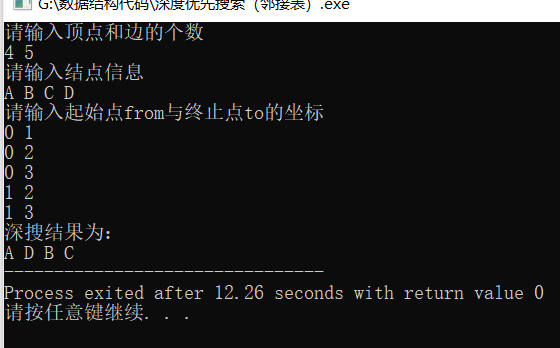 G:\数据结构代码\深度优先搜索（邻接表）.exe
请输入顶点和边的个数
4 5
请输入结点信息
A B C D
请输入起始点from与终止点to的坐标
0 1
0 2
0 3
1 2
1 3
深搜结果为:
A D B C
--------------------------------
Process exited after 12.26 seconds with return value 0
请按任意键继续. . .